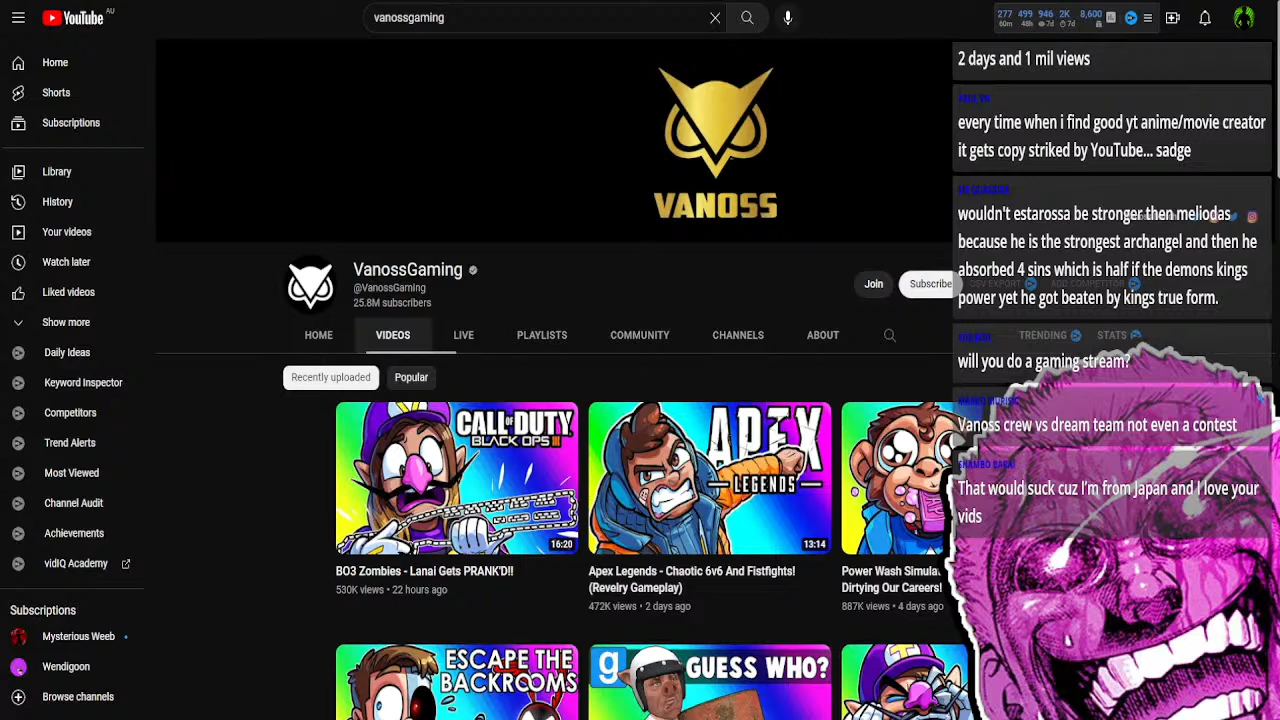 YouTube AU
vanossgaming
277 499 946 2K 8,600
60m 48h 7d 7d
Home
Shorts
Subscriptions
Library
History
Your videos
Watch later
Liked videos
Show more
Daily Ideas
Keyword Inspector
Competitors
Trend Alerts
Most Viewed
Channel Audit
Achievements
vidIQ Academy
Subscriptions
Mysterious Weeb
Wendigoon
Browse channels
VANOSS
VanossGaming
@VanossGaming
25.8M subscribers
Join
Subscribe
CSV EXPORT
ADD COMPETITOR
HOME
VIDEOS
LIVE
PLAYLISTS
COMMUNITY
CHANNELS
ABOUT
TRENDING
STATS
Recently uploaded
Popular
CALL OF DUTY
BLACK OPS III
16:20
BO3 Zombies - Lanai Gets PRANK'D!!
530K views • 22 hours ago
APEX
LEGENDS
13:14
Apex Legends - Chaotic 6v6 And Fistfights!
(Revelry Gameplay)
472K views • 2 days ago
Power Wash Simula
Dirtying Our Careers!
887K views • 4 days ago
ESCAPE THE
BACKROOMS
g
GUESS WHO?
2 days and 1 mil views
every time when i find good yt anime/movie creator
it gets copy striked by YouTube... sadge
wouldn't estarossa be stronger then meliodas
because he is the strongest archangel and then he
absorbed 4 sins which is half if the demons kings
power yet he got beaten by kings true form.
will you do a gaming stream?
Vanoss crew vs dream team not even a contest
That would suck cuz I'm from Japan and I love your
vids